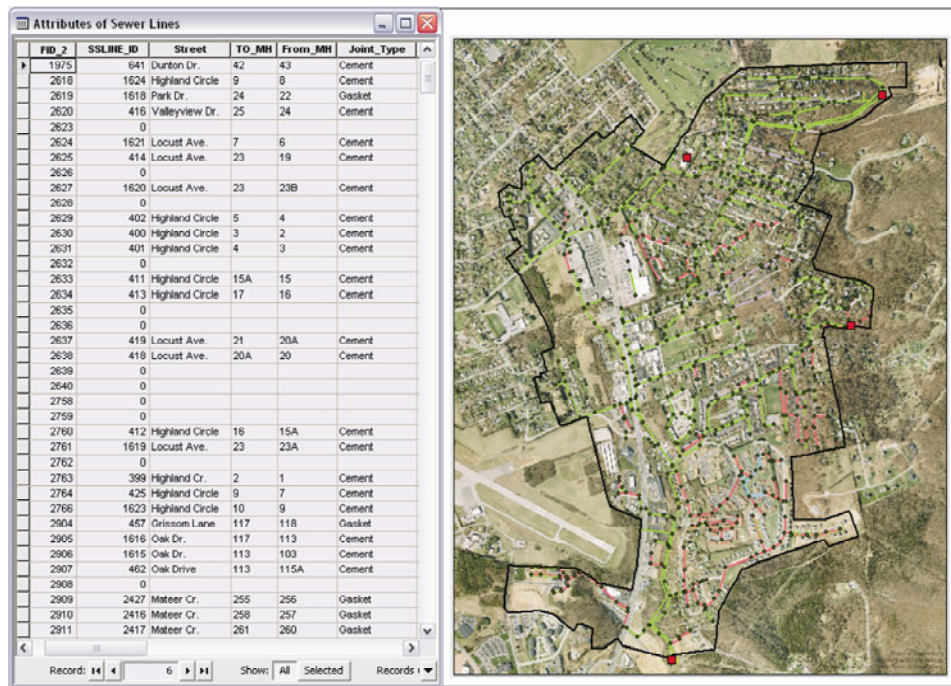 Attributes of Sewer Lines
FID_2 SSLINE_ID Street TO_MH From_MH Joint_Type
1975 641 Dunton Dr. 42 43 Cement
2618 1624 Highland Circle 9 8 Cement
2619 1618 Park Dr. 24 22 Gasket
2620 416 Valleyview Dr. 25 24 Cement
2623 0
2624 1621 Locust Ave. 7 6 Cement
2625 414 Locust Ave. 23 19 Cement
2626 0
2627 1620 Locust Ave. 23 23B Cement
2628 0
2629 402 Highland Circle 5 4 Cement
2630 400 Highland Circle 3 2 Cement
2631 401 Highland Circle 4 3 Cement
2632 0
2633 411 Highland Circle 15A 15 Cement
2634 413 Highland Circle 17 16 Cement
2635 0
2636 0
2637 419 Locust Ave. 21 20A Cement
2638 418 Locust Ave. 20A 20 Cement
2639 0
2640 0
2758 0
2759 0
2760 412 Highland Circle 16 15A Cement
2761 1619 Locust Ave. 23 23A Cement
2762 0
2763 399 Highland Cr. 2 1 Cement
2764 425 Highland Circle 9 7 Cement
2766 1623 Highland Circle 10 9 Cement
2904 457 Grissom Lane 117 118 Gasket
2905 1616 Oak Dr. 117 113 Cement
2906 1615 Oak Dr. 113 103 Cement
2907 462 Oak Drive 113 115A Cement
2908 0
2909 2427 Mateer Cr. 255 256 Gasket
2910 2416 Mateer Cr. 258 257 Gasket
2911 2417 Mateer Cr. 261 260 Gasket
Record: 6 Show: All Selected Records